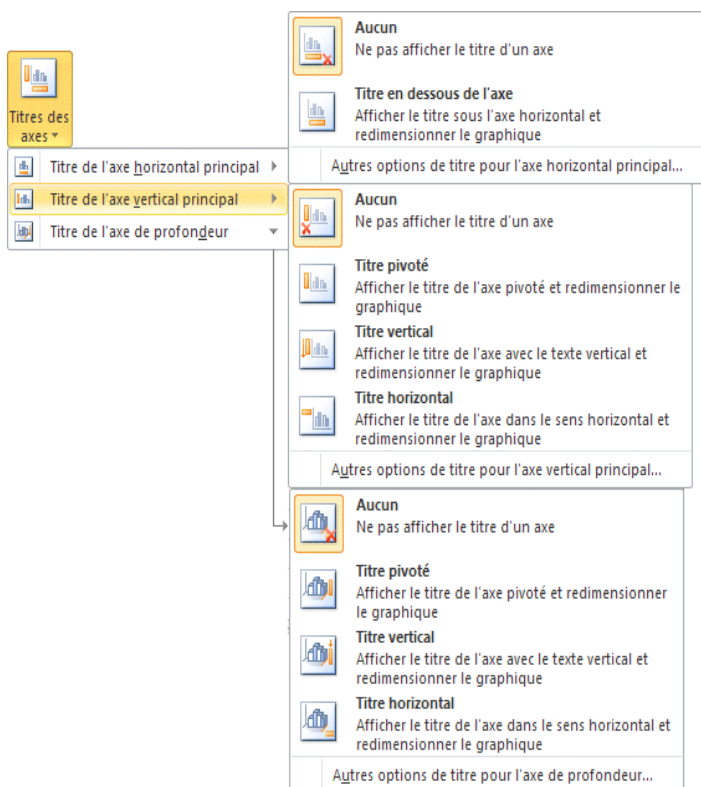 Titres des
axes
Titre de l'axe horizontal principal
Titre de l'axe vertical principal
Titre de l'axe de profondeur
Aucun
Ne pas afficher le titre d'un axe
Titre en dessous de l'axe
Afficher le titre sous l'axe horizontal et
redimensionner le graphique
Autres options de titre pour l'axe horizontal principal...
Aucun
Ne pas afficher le titre d'un axe
Titre pivoté
Afficher le titre de l'axe pivoté et redimensionner le
graphique
Titre vertical
Afficher le titre de l'axe avec le texte vertical et
redimensionner le graphique
Titre horizontal
Afficher le titre de l'axe dans le sens horizontal et
redimensionner le graphique
Autres options de titre pour l'axe vertical principal...
Aucun
Ne pas afficher le titre d'un axe
Titre pivoté
Afficher le titre de l'axe pivoté et redimensionner
le graphique
Titre vertical
Afficher le titre de l'axe avec le texte vertical et
redimensionner le graphique
Titre horizontal
Afficher le titre de l'axe dans le sens horizontal et
redimensionner le graphique
Autres options de titre pour l'axe de profondeur...